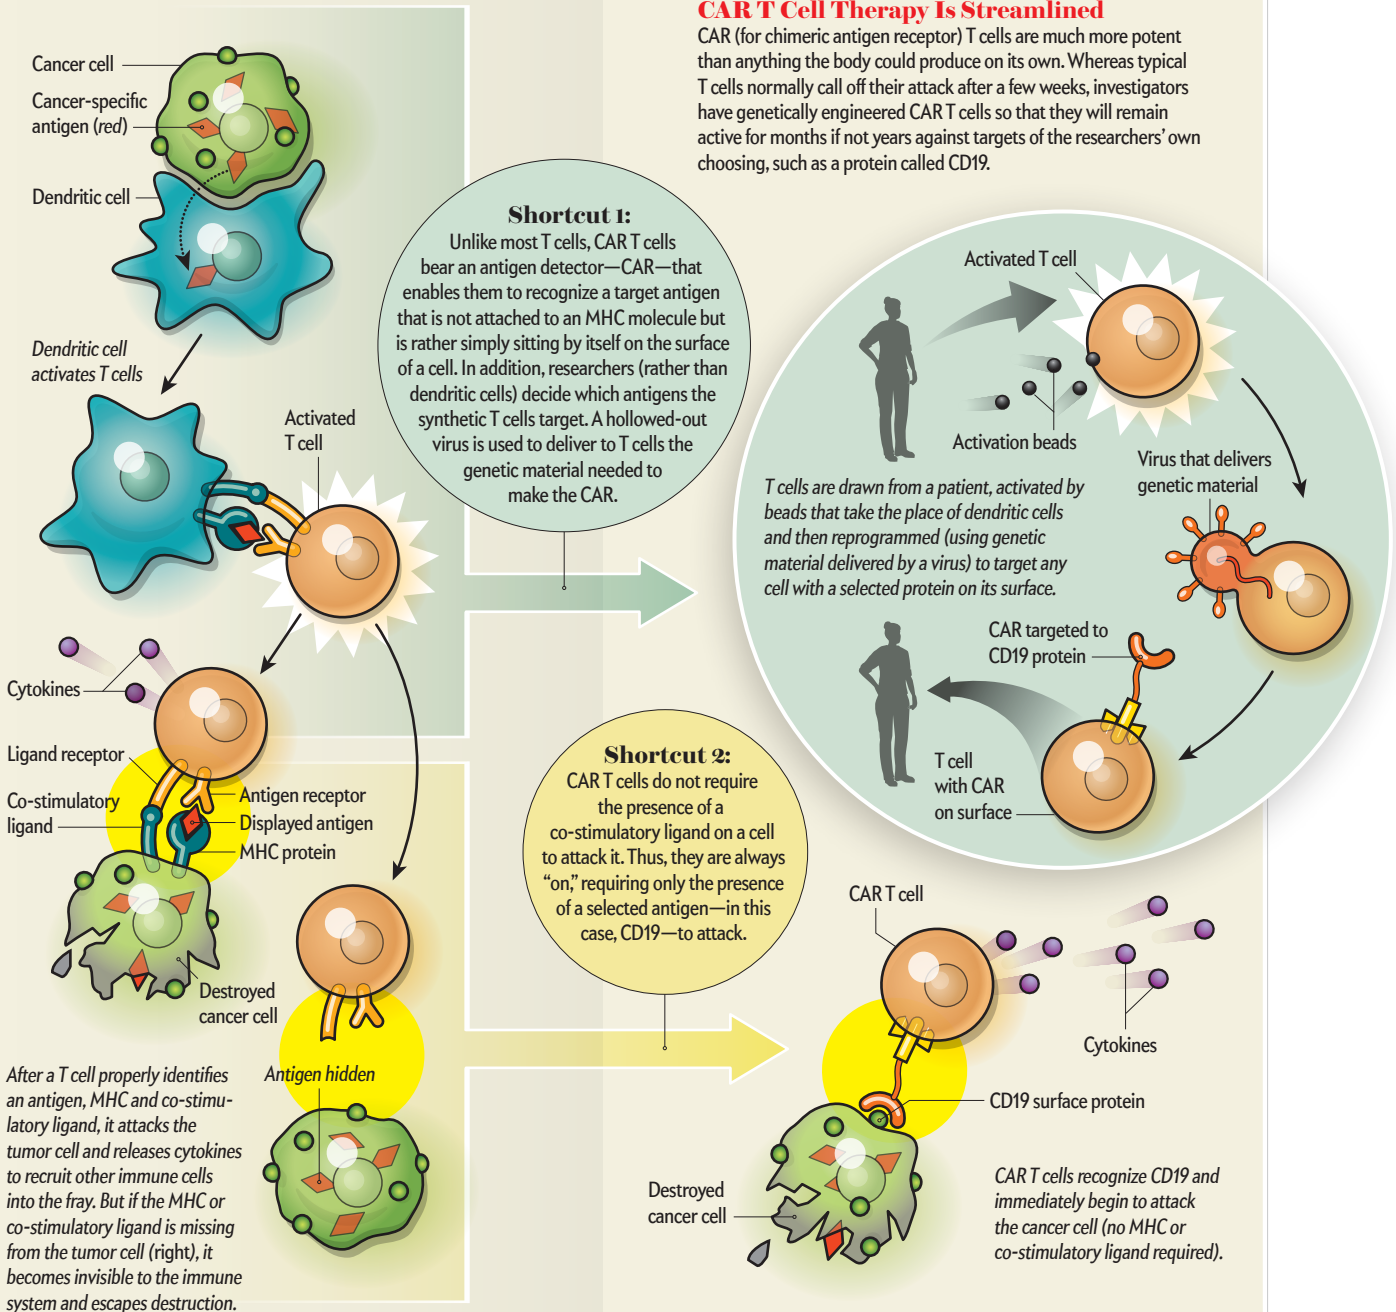 CAR T Cell Therapy Is Streamlined
CAR (for chimeric antigen receptor) T cells are much more potent
than anything the body could produce on its own. Whereas typical
T cells normally call off their attack after a few weeks, investigators
have genetically engineered CAR T cells so that they will remain
active for months if not years against targets of the researchers' own
choosing, such as a protein called CD19.
Cancer cell
Cancer-specific
antigen (red)
Dendritic cell
Dendritic cell
activates T cells
Activated
T cell
Cytokines
Ligand receptor
Co-stimulatory
ligand
Antigen receptor
Displayed antigen
MHC protein
Destroyed
cancer cell
After a T cell properly identifies
an antigen, MHC and co-stimu-
latory ligand, it attacks the
tumor cell and releases cytokines
to recruit other immune cells
into the fray. But if the MHC or
co-stimulatory ligand is missing
from the tumor cell (right), it
becomes invisible to the immune
system and escapes destruction.
Antigen hidden
Shortcut 1:
Unlike most T cells, CAR T cells
bear an antigen detector—CAR—that
enables them to recognize a target antigen
that is not attached to an MHC molecule but
is rather simply sitting by itself on the surface
of a cell. In addition, researchers (rather than
dendritic cells) decide which antigens the
synthetic T cells target. A hollowed-out
virus is used to deliver to T cells the
genetic material needed to
make the CAR.
Activated T cell
Activation beads
Virus that delivers
genetic material
T cells are drawn from a patient, activated by
beads that take the place of dendritic cells
and then reprogrammed (using genetic
material delivered by a virus) to target any
cell with a selected protein on its surface.
CAR targeted to
CD19 protein
T cell
with CAR
on surface
Shortcut 2:
CAR T cells do not require
the presence of a
co-stimulatory ligand on a cell
to attack it. Thus, they are always
“on,” requiring only the presence
of a selected antigen—in this
case, CD19—to attack.
CAR T cell
Cytokines
CD19 surface protein
Destroyed
cancer cell
CAR T cells recognize CD19 and
immediately begin to attack
the cancer cell (no MHC or
co-stimulatory ligand required).